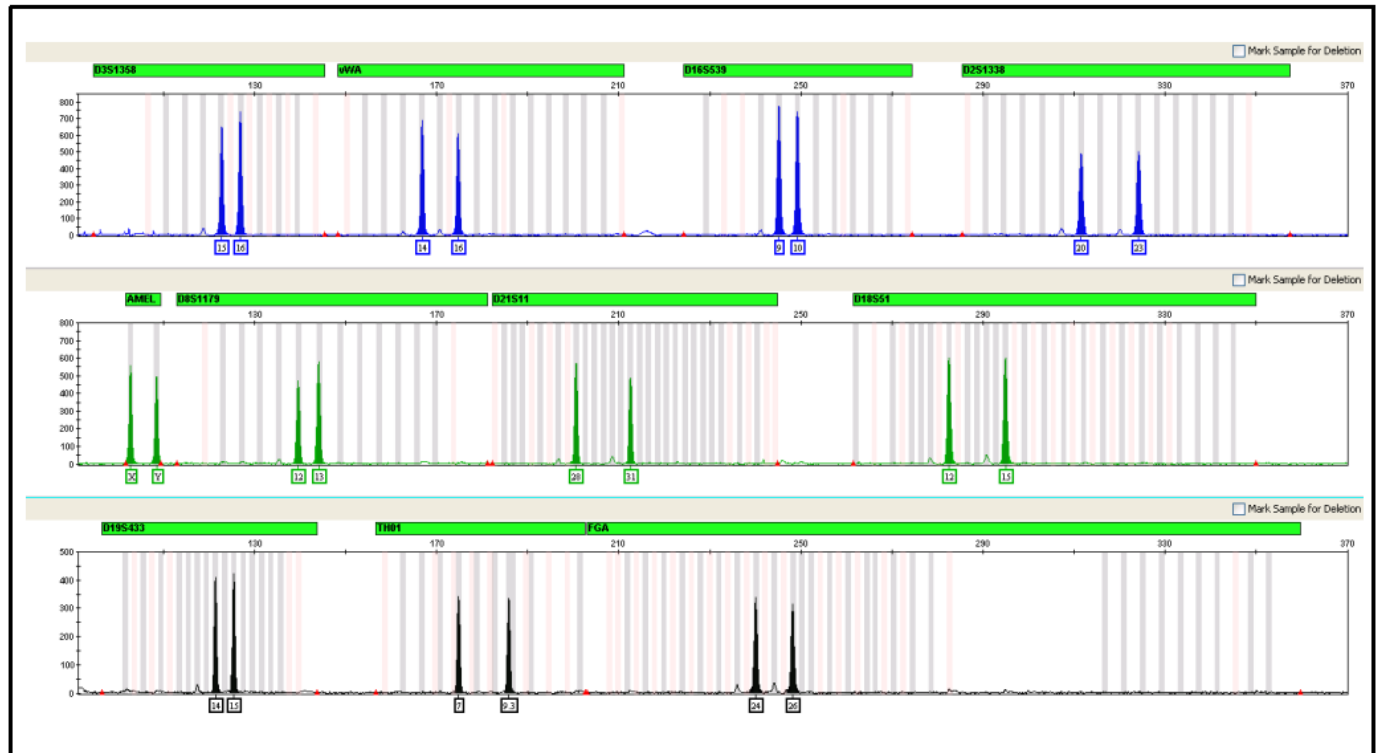 Mark Sample for Deletion
D3S1358 vWA D16S539 D2S1338
130 170 210 250 290 330 370
800
700
600
500
400
300
200
100
0
15 16 14 16 9 10 20 23
Mark Sample for Deletion
AMEL D8S1179 D21S11 D18S51
130 170 210 250 290 330 370
800
700
600
500
400
300
200
100
0
X Y 12 13 28 31 12 15
Mark Sample for Deletion
D19S433 TH01 FGA
130 170 210 250 290 330 370
500
400
300
200
100
0
14 15 7 9.3 24 26